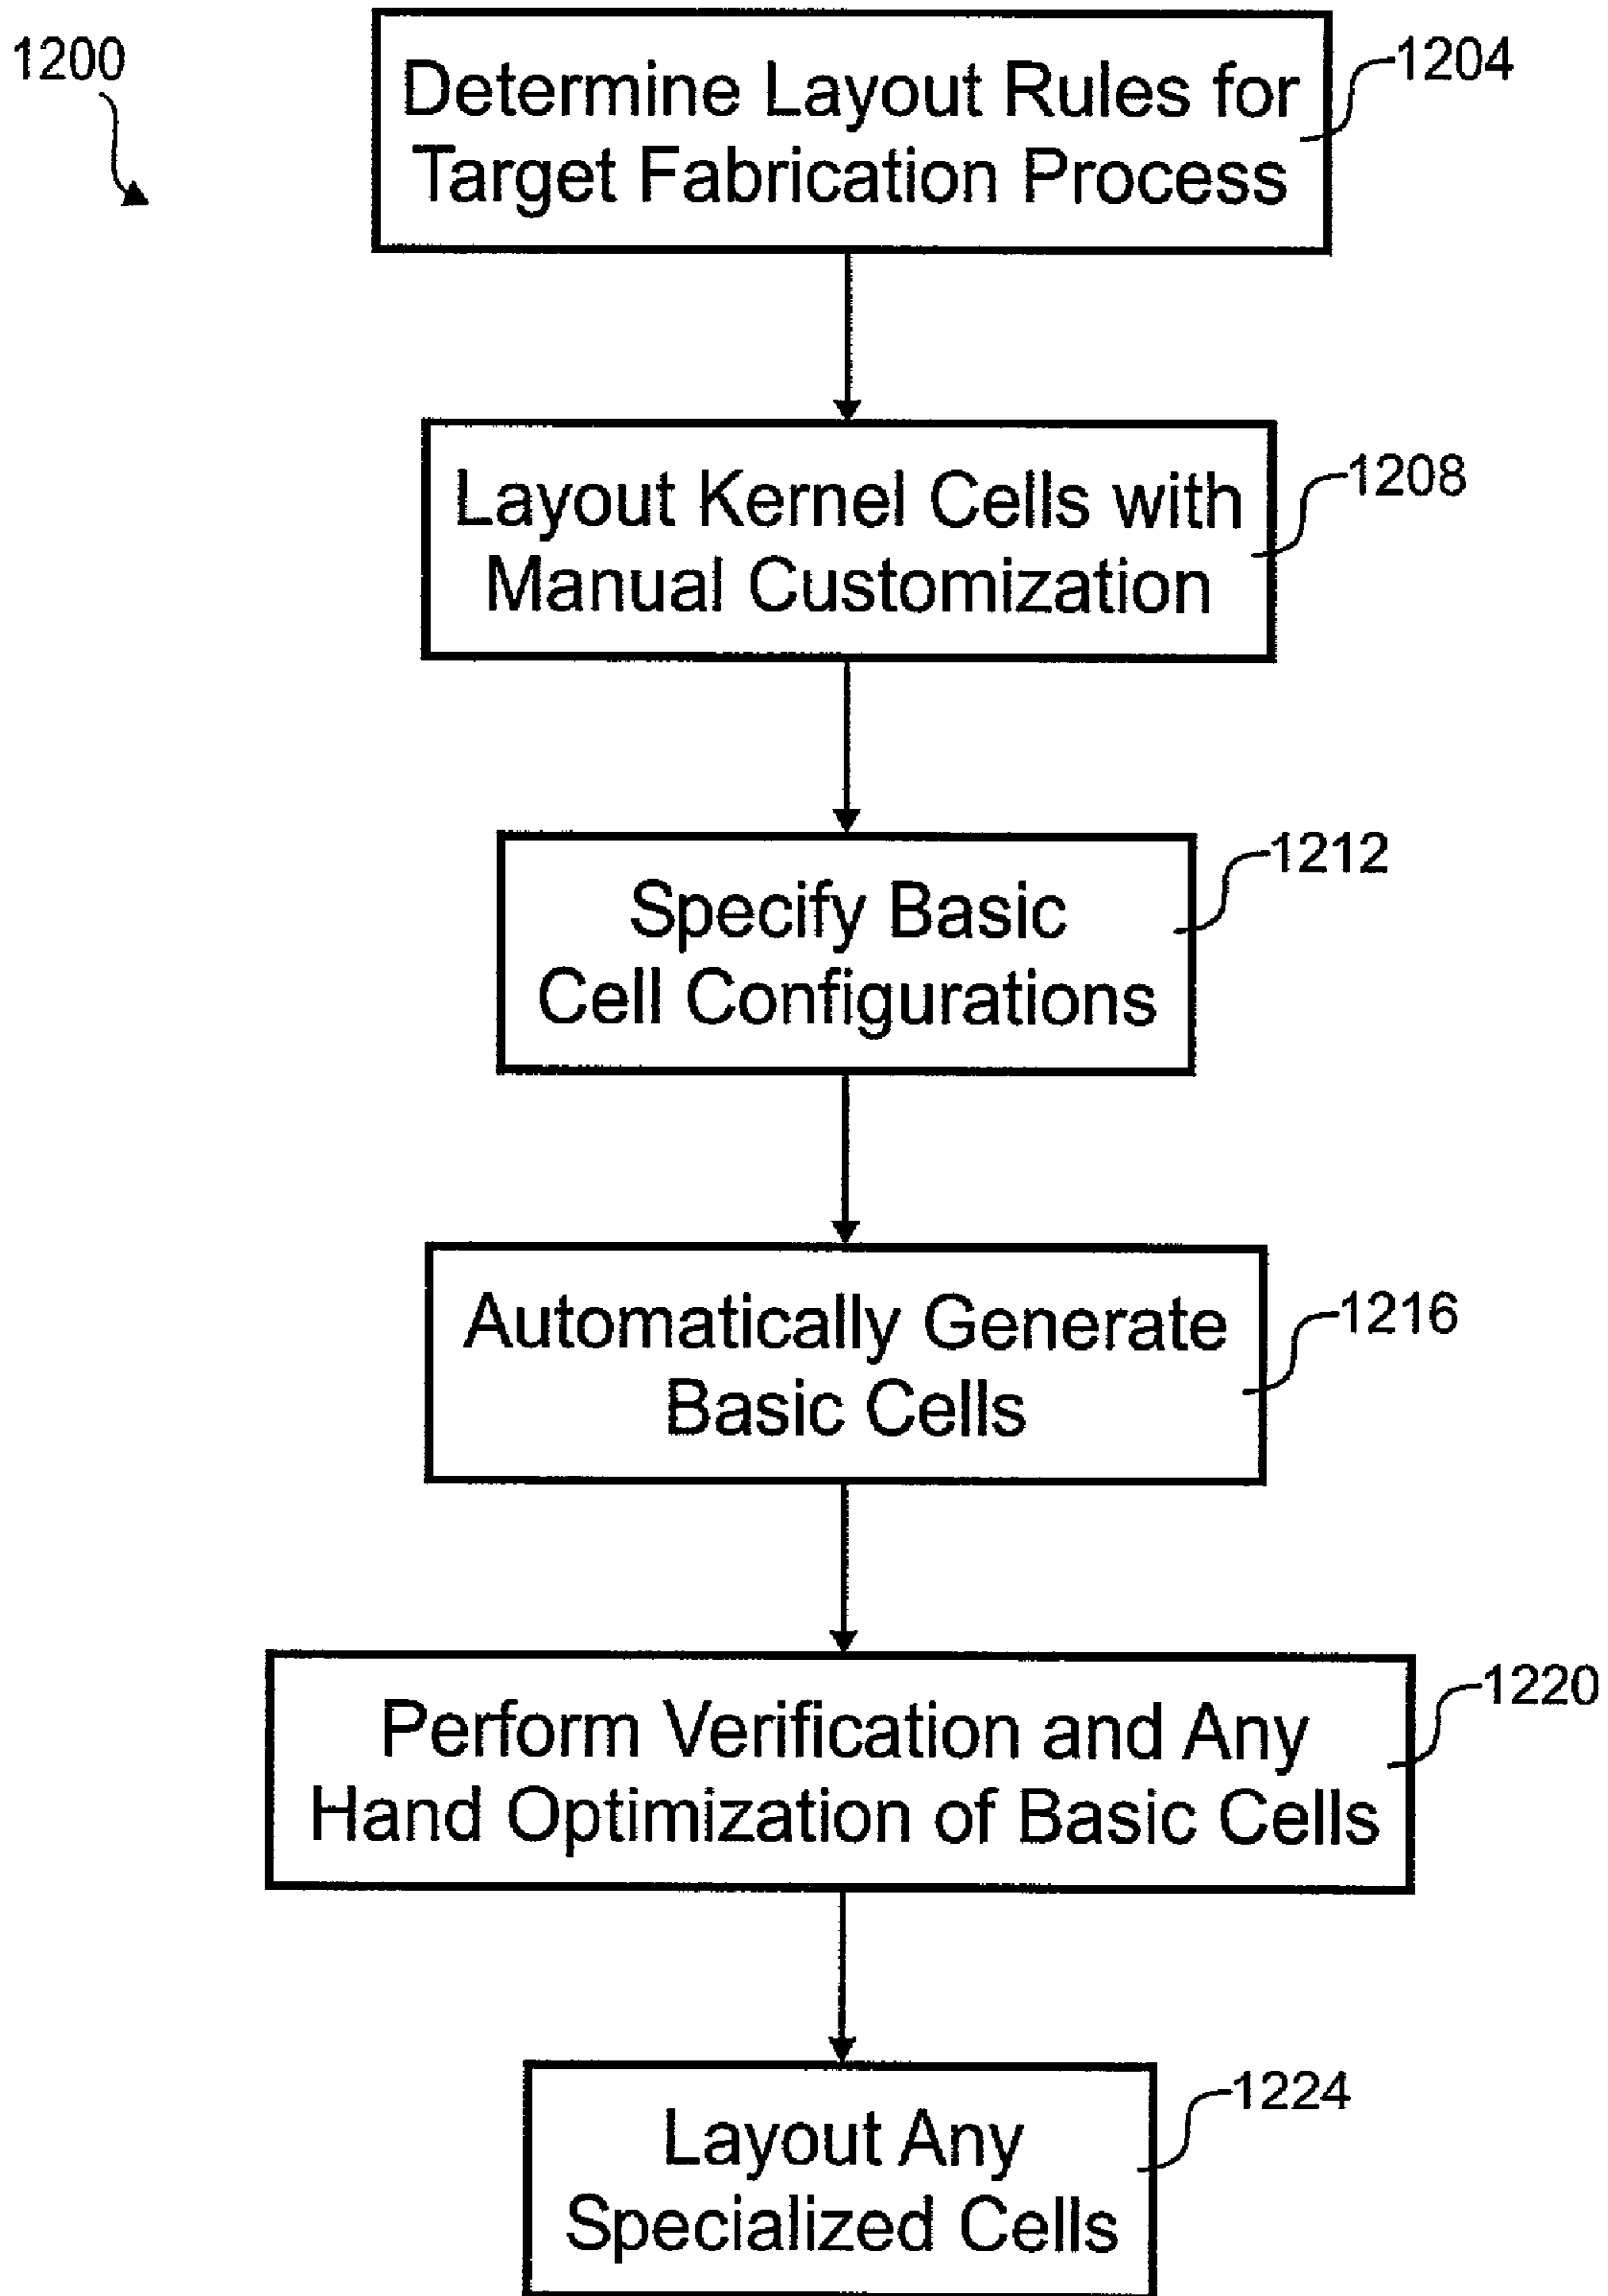 1200
Determine Layout Rules for
Target Fabrication Process
1204
Layout Kernel Cells with
Manual Customization
1208
Specify Basic
Cell Configurations
1212
Automatically Generate
Basic Cells
1216
Perform Verification and Any
Hand Optimization of Basic Cells
1220
Layout Any
Specialized Cells
1224